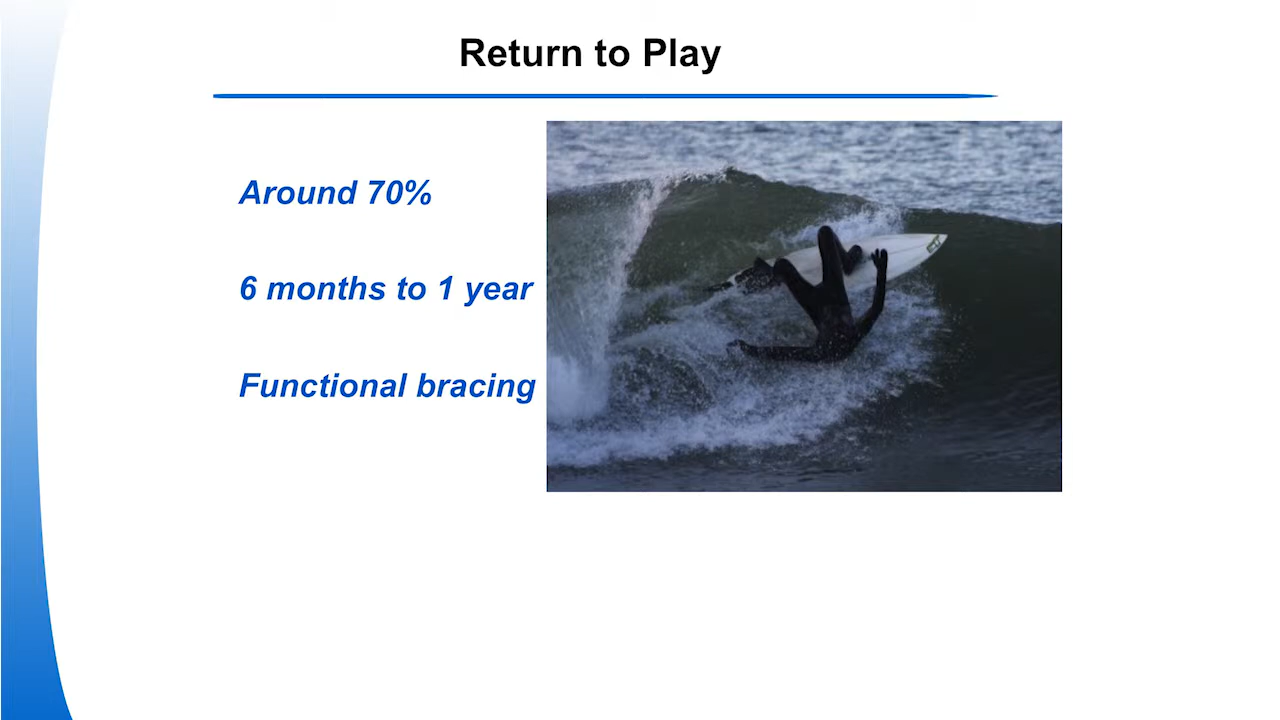 Return to Play
Around 70%
6 months to 1 year
Functional bracing